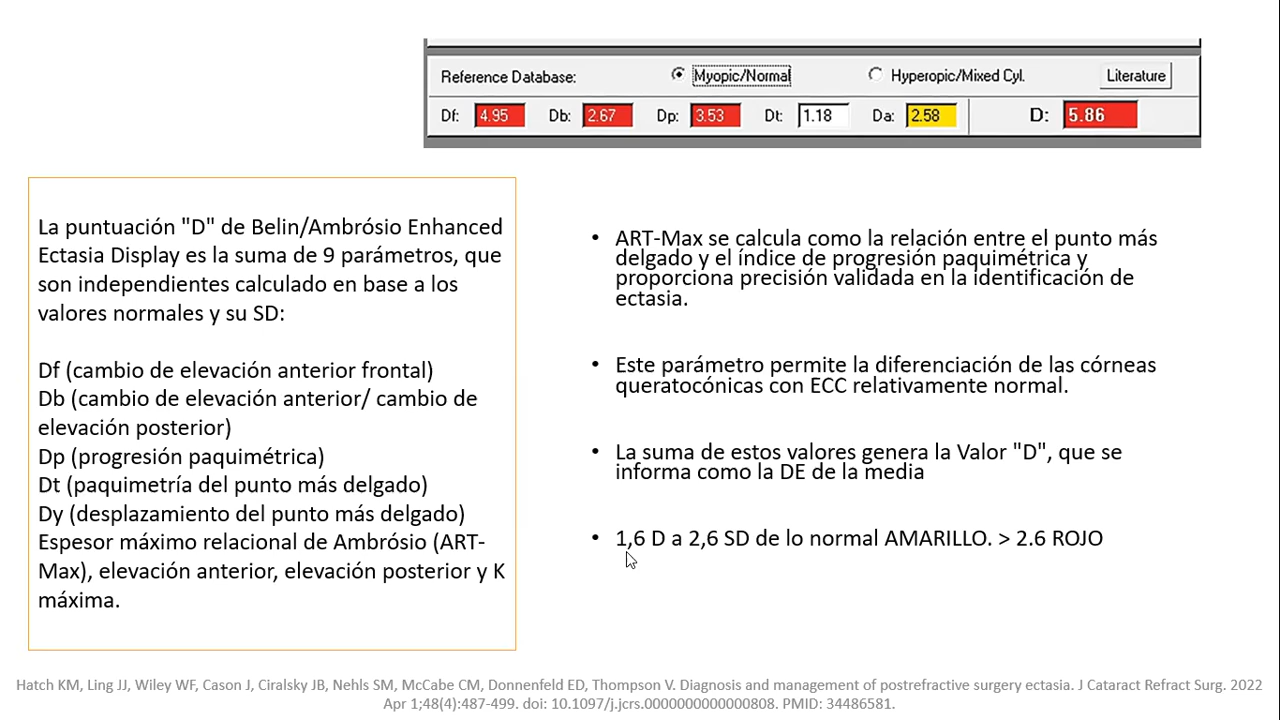 Reference Database: Myopic/Normal Hyperopic/Mixed Cyl. Literature
Df: 4.95 Db: 2.67 Dp: 3.53 Dt: 1.18 Da: 2.58 D: 5.86
La puntuación "D" de Belin/Ambrósio Enhanced
Ectasia Display es la suma de 9 parámetros, que
son independientes calculado en base a los
valores normales y su SD:
Df (cambio de elevación anterior frontal)
Db (cambio de elevación anterior/ cambio de
elevación posterior)
Dp (progresión paquimétrica)
Dt (paquimetría del punto más delgado)
Dy (desplazamiento del punto más delgado)
Espesor máximo relacional de Ambrósio (ART-
Max), elevación anterior, elevación posterior y K
máxima.
• ART-Max se calcula como la relación entre el punto más
delgado y el índice de progresión paquimétrica y
proporciona precisión validada en la identificación de
ectasia.
• Este parámetro permite la diferenciación de las córneas
queratocónicas con ECC relativamente normal.
• La suma de estos valores genera la Valor "D", que se
informa como la DE de la media
• 1,6 D a 2,6 SD de lo normal AMARILLO. > 2.6 ROJO
Hatch KM, Ling JJ, Wiley WF, Cason J, Ciralsky JB, Nehls SM, McCabe CM, Donnenfeld ED, Thompson V. Diagnosis and management of postrefractive surgery ectasia. J Cataract Refract Surg. 2022
Apr 1;48(4):487-499. doi: 10.1097/j.jcrs.0000000000000808. PMID: 34486581.